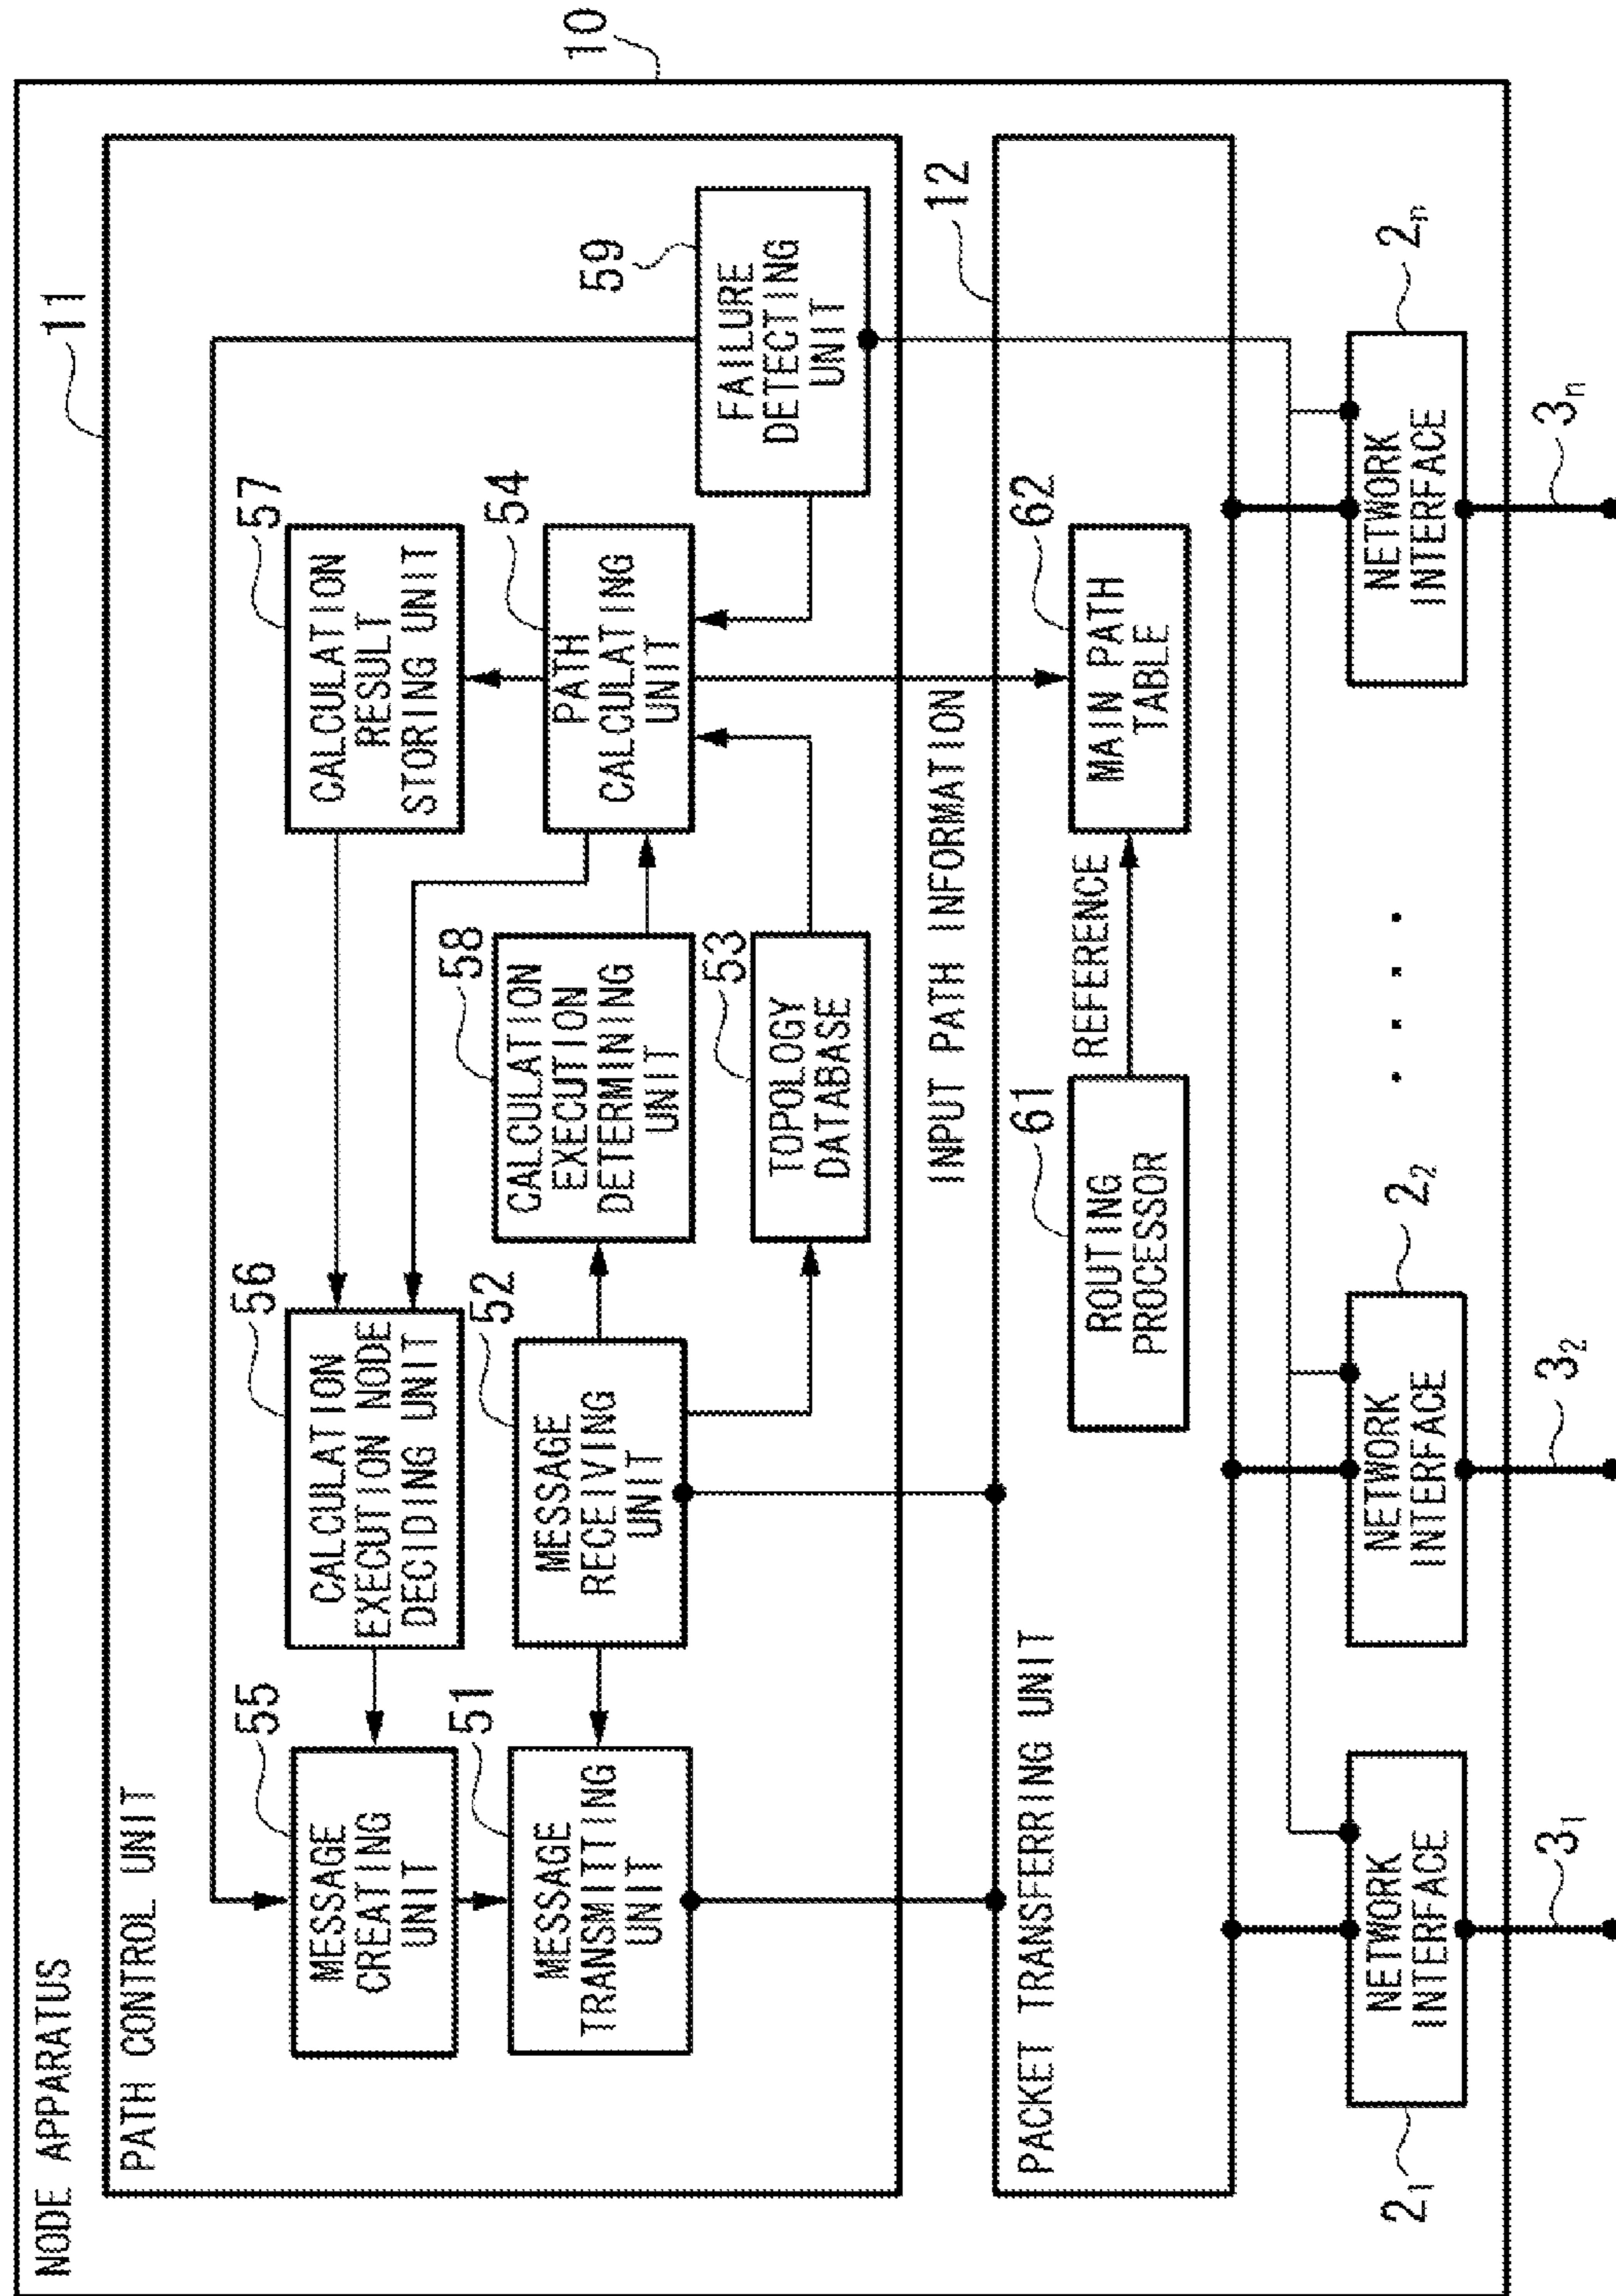 NODE APPARATUS
10
PATH CONTROL UNIT
11
MESSAGE
CREATING
UNIT
55
CALCULATION
EXECUTION NODE
DECIDING UNIT
56
CALCULATION
RESULT
STORING UNIT
57
MESSAGE
TRANSMITTING
UNIT
51
MESSAGE
RECEIVING
UNIT
52
CALCULATION
EXECUTION
DETERMINING
UNIT
58
PATH
CALCULATING
UNIT
54
FAILURE
DETECTING
UNIT
59
TOPOLOGY
DATABASE
53
INPUT PATH INFORMATION
PACKET TRANSFERRING UNIT
12
ROUTING
PROCESSOR
61
REFERENCE
MAIN PATH
TABLE
62
NETWORK
INTERFACE
2₁
3₁
NETWORK
INTERFACE
2₂
3₂
. . . .
NETWORK
INTERFACE
2ₙ
3ₙ